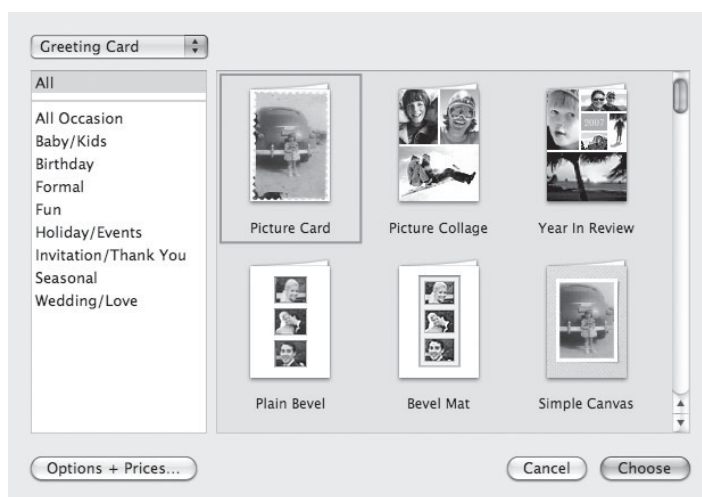 Greeting Card
All
All Occasion
Baby/Kids
Birthday
Formal
Fun
Holiday/Events
Invitation/Thank You
Seasonal
Wedding/Love
2007
Picture Card
Picture Collage
Year In Review
Plain Bevel
Bevel Mat
Simple Canvas
Options + Prices...
Cancel
Choose